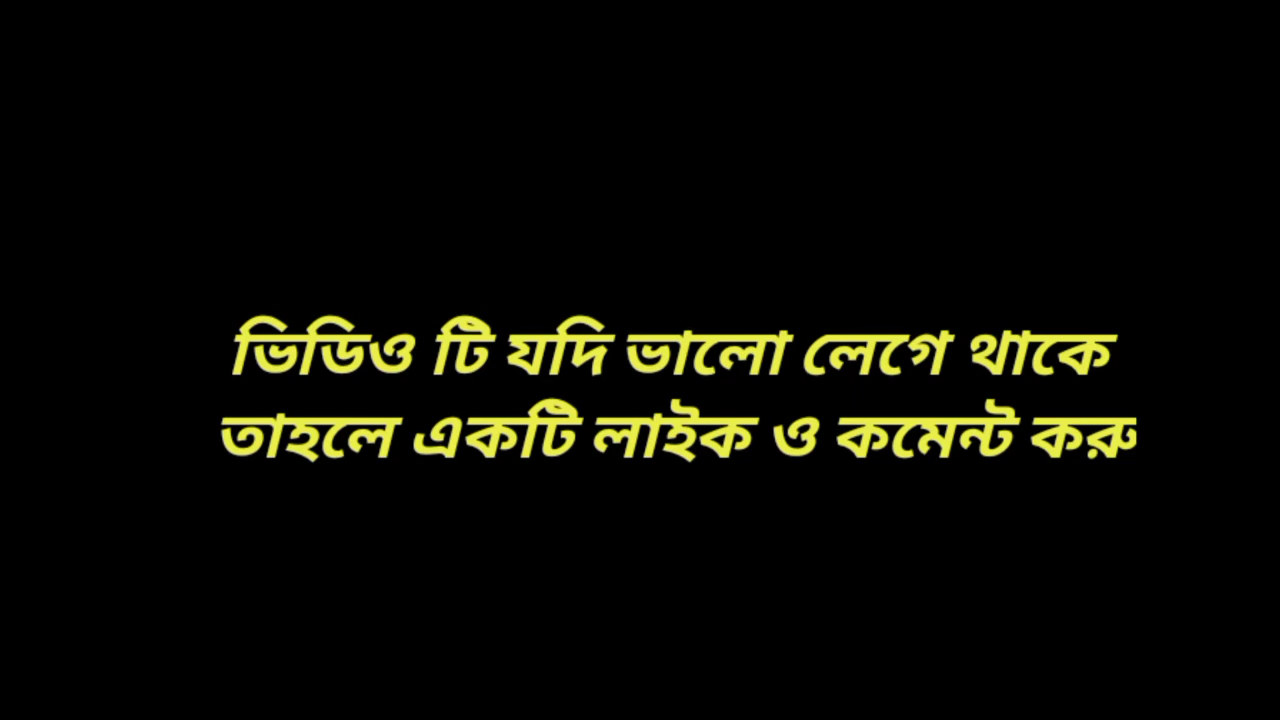 ভিডিও টি যদি ভালো লেগে থাকে
তাহলে একটি লাইক ও কমেন্ট করু